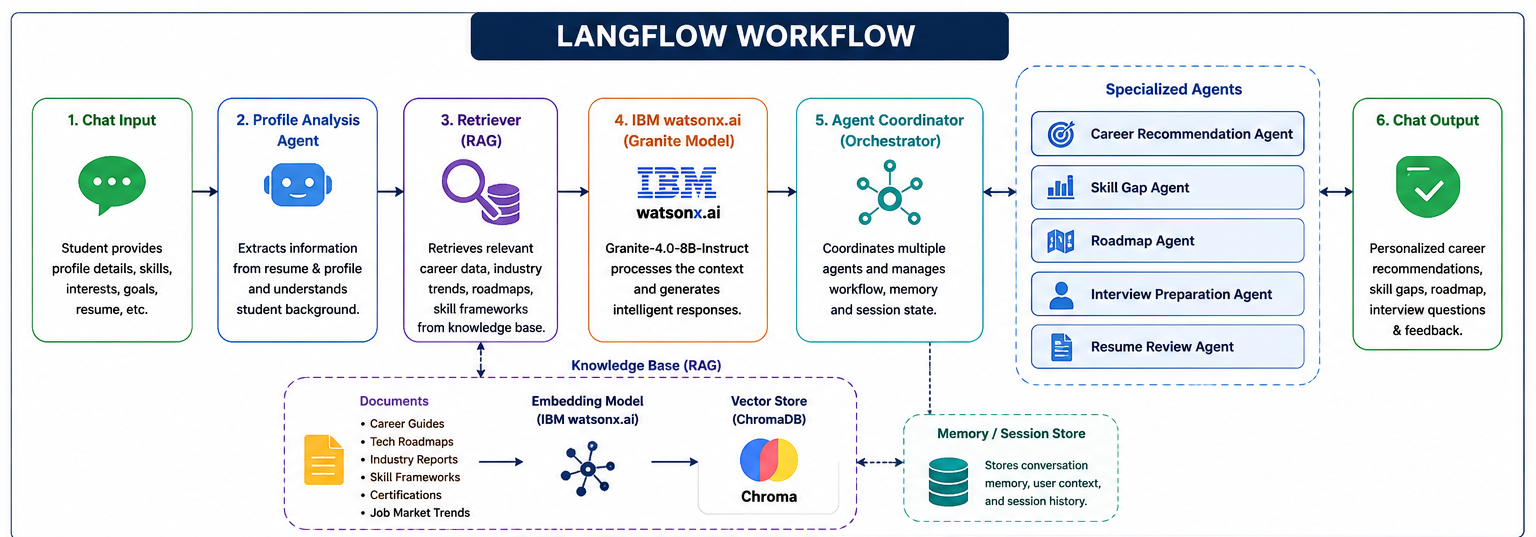 LANGFLOW WORKFLOW
1. Chat Input
Student provides
profile details, skills,
interests, goals,
resume, etc.
2. Profile Analysis
Agent
Extracts information
from resume & profile
and understands
student background.
3. Retriever
(RAG)
Retrieves relevant
career data, industry
trends, roadmaps,
skill frameworks
from knowledge base.
4. IBM watsonx.ai
(Granite Model)
IBM
watsonx.ai
Granite-4.0-8B-Instruct
processes the context
and generates
intelligent responses.
5. Agent Coordinator
(Orchestrator)
Coordinates multiple
agents and manages
workflow, memory
and session state.
Specialized Agents
Career Recommendation Agent
Skill Gap Agent
Roadmap Agent
Interview Preparation Agent
Resume Review Agent
6. Chat Output
Personalized career
recommendations,
skill gaps, roadmap,
interview questions
& feedback.
Knowledge Base (RAG)
Documents
• Career Guides
• Tech Roadmaps
• Industry Reports
• Skill Frameworks
• Certifications
• Job Market Trends
Embedding Model
(IBM watsonx.ai)
Vector Store
(ChromaDB)
Chroma
Memory / Session Store
Stores conversation
memory, user context,
and session history.